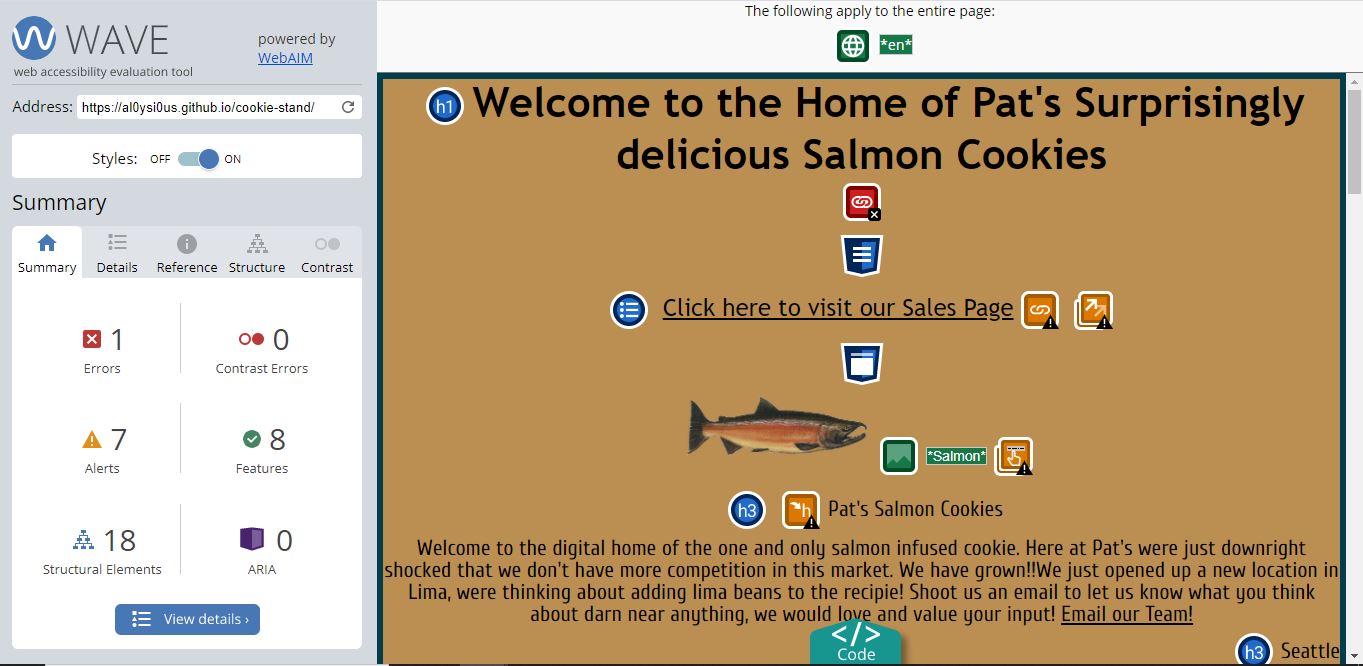 WAVE
web accessibility evaluation tool
powered by
WebAIM
Address: https://al0ysi0us.github.io/cookie-stand/
Styles: OFF ON
Summary
Summary Details Reference Structure Contrast
1
Errors
0
Contrast Errors
7
Alerts
8
Features
18
Structural Elements
0
ARIA
View details ›
The following apply to the entire page:
*en*
h1 Welcome to the Home of Pat's Surprisingly
delicious Salmon Cookies
Click here to visit our Sales Page
*Salmon*
h3 h Pat's Salmon Cookies
Welcome to the digital home of the one and only salmon infused cookie. Here at Pat's were just downright
shocked that we don't have more competition in this market. We have grown!!We just opened up a new location in
Lima, were thinking about adding lima beans to the recipie! Shoot us an email to let us know what you think
about darn near anything, we would love and value your input! Email our Team!
</>
Code
h3 Seattle